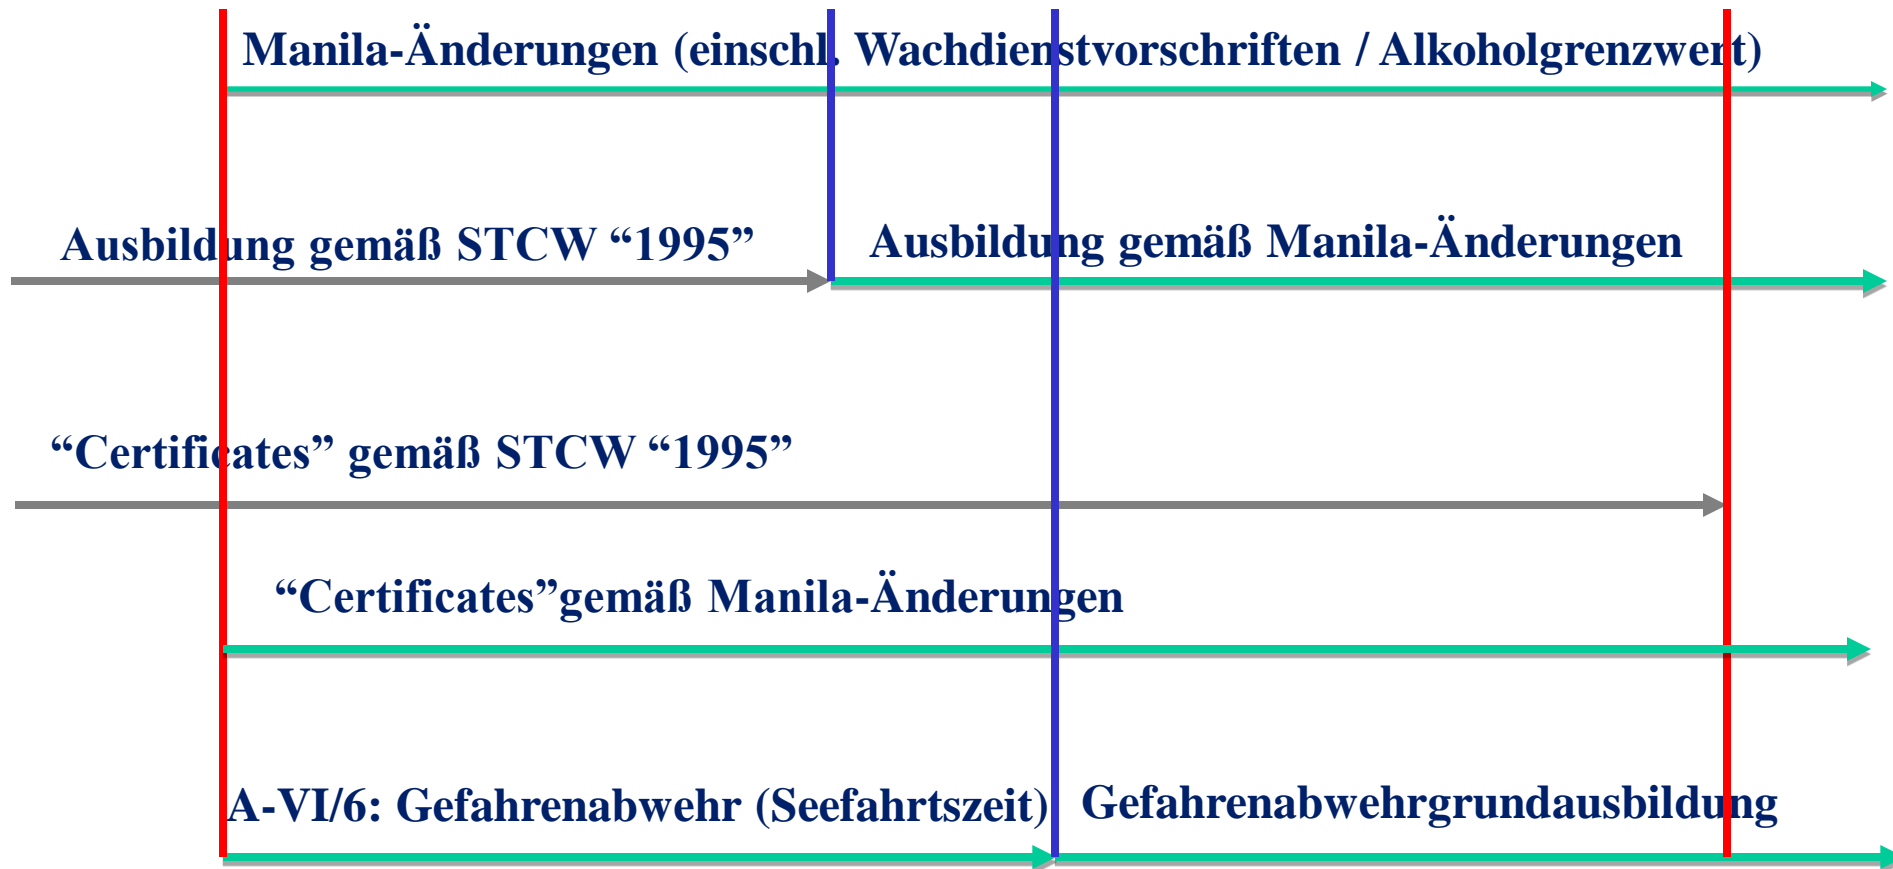 Manila-Änderungen (einschl. Wachdienstvorschriften / Alkoholgrenzwert)
Ausbildung gemäß STCW “1995”
Ausbildung gemäß Manila-Änderungen
“Certificates” gemäß STCW “1995”
“Certificates”gemäß Manila-Änderungen
A-VI/6: Gefahrenabwehr (Seefahrtszeit)
Gefahrenabwehrgrundausbildung